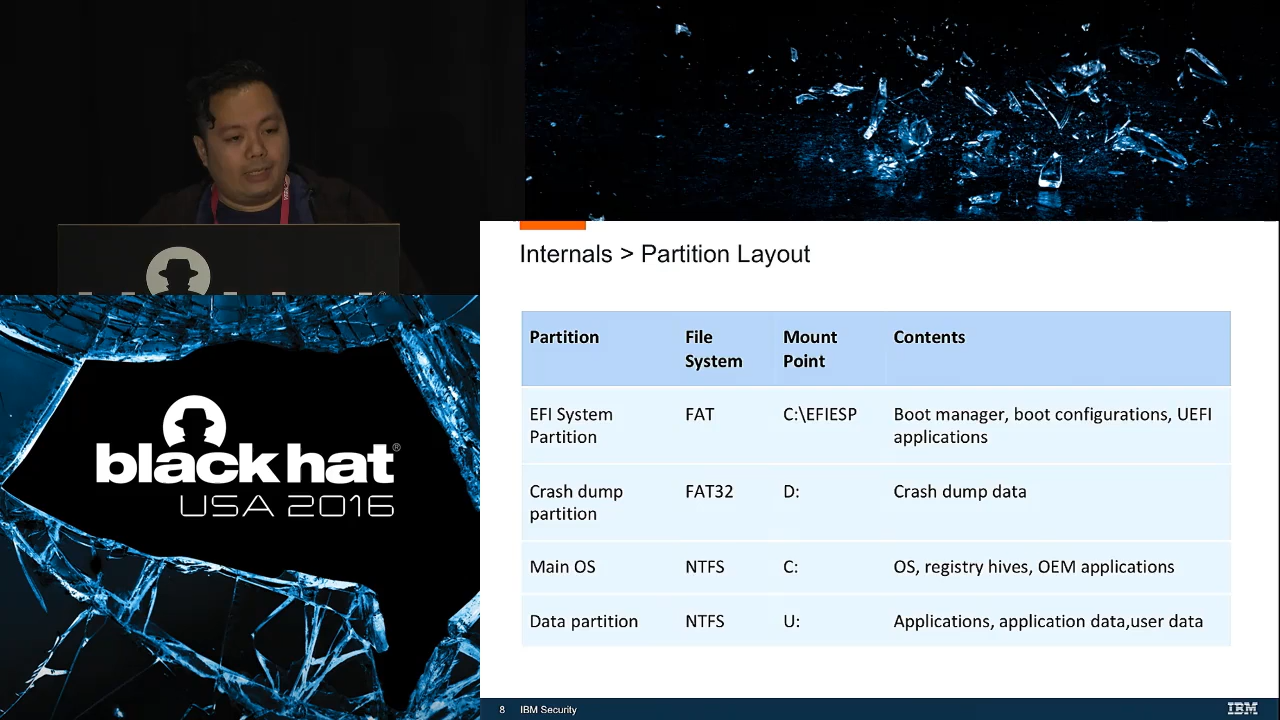 Internals > Partition Layout
Partition
File
System
Mount
Point
Contents
EFI System
Partition
FAT
C:\EFIESP
Boot manager, boot configurations, UEFI
applications
Crash dump
partition
FAT32
D:
Crash dump data
Main OS
NTFS
C:
OS, registry hives, OEM applications
Data partition
NTFS
U:
Applications, application data,user data
8 IBM Security
IBM
black hat®
USA 2016